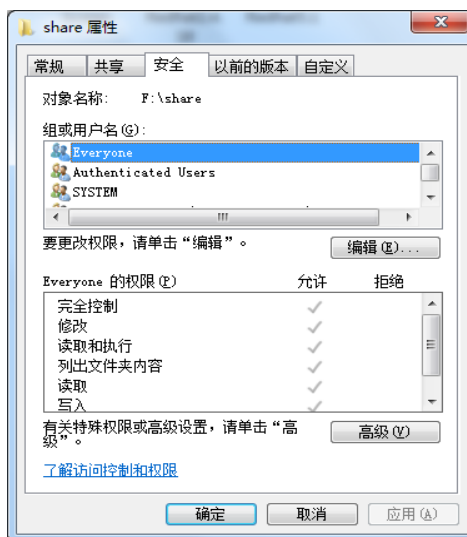 share 属性
常规 共享 安全 以前的版本 自定义
对象名称: F:\share
组或用户名(G):
Everyone
Authenticated Users
SYSTEM
要更改权限，请单击“编辑”。 编辑(E)...
Everyone 的权限(P) 允许 拒绝
完全控制
修改
读取和执行
列出文件夹内容
读取
写入
有关特殊权限或高级设置，请单击“高
级”。
高级(V)
了解访问控制和权限
确定 取消 应用(A)